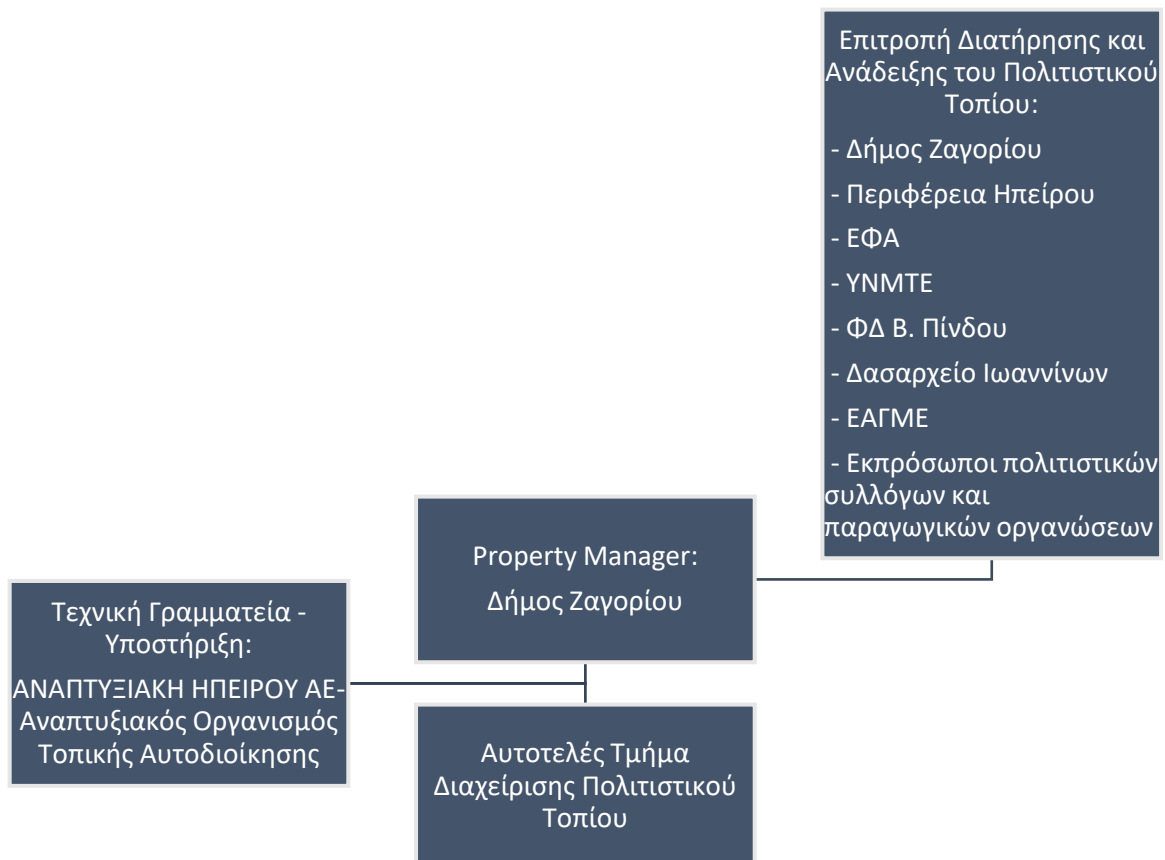 Επιτροπή Διατήρησης και
Ανάδειξης του Πολιτιστικού
Τοπίου:
- Δήμος Ζαγορίου
- Περιφέρεια Ηπείρου
- ΕΦΑ
- ΥΝΜΤΕ
- ΦΔ Β. Πίνδου
- Δασαρχείο Ιωαννίνων
- ΕΑΓΜΕ
- Εκπρόσωποι πολιτιστικών
συλλόγων και
παραγωγικών οργανώσεων
Property Manager:
Δήμος Ζαγορίου
Τεχνική Γραμματεία -
Υποστήριξη:
ΑΝΑΠΤΥΞΙΑΚΗ ΗΠΕΙΡΟΥ ΑΕ-
Αναπτυξιακός Οργανισμός
Τοπικής Αυτοδιοίκησης
Αυτοτελές Τμήμα
Διαχείρισης Πολιτιστικού
Τοπίου